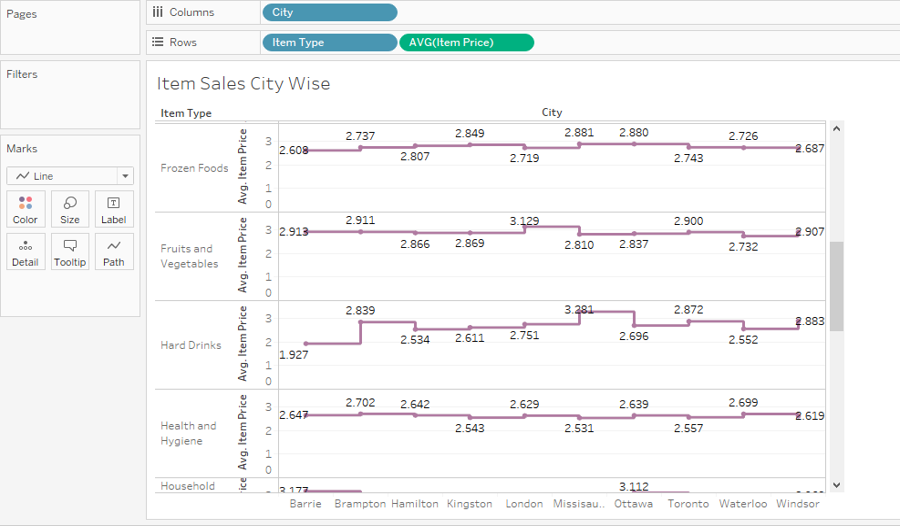 Pages
Columns
City
Rows
Item Type
AVG(Item Price)
Filters
Item Sales City Wise
Item Type
City
Marks
Line
Color
Size
Label
Detail
Tooltip
Path
Frozen Foods
Avg. Item Price
3
2
1
0
2.608
2.737
2.807
2.849
2.719
2.881
2.880
2.743
2.726
2.687
Fruits and
Vegetables
Avg. Item Price
3
2
1
0
2.913
2.911
2.866
2.869
3.129
2.810
2.837
2.900
2.732
2.907
Hard Drinks
Avg. Item Price
3
2
1
0
1.927
2.839
2.534
2.611
2.751
3.281
2.696
2.872
2.552
2.883
Health and
Hygiene
Avg. Item Price
3
2
1
0
2.647
2.702
2.642
2.543
2.629
2.531
2.639
2.557
2.699
2.619
Household
3.177
3.112
Barrie Brampton Hamilton Kingston London Missisau.. Ottawa Toronto Waterloo Windsor